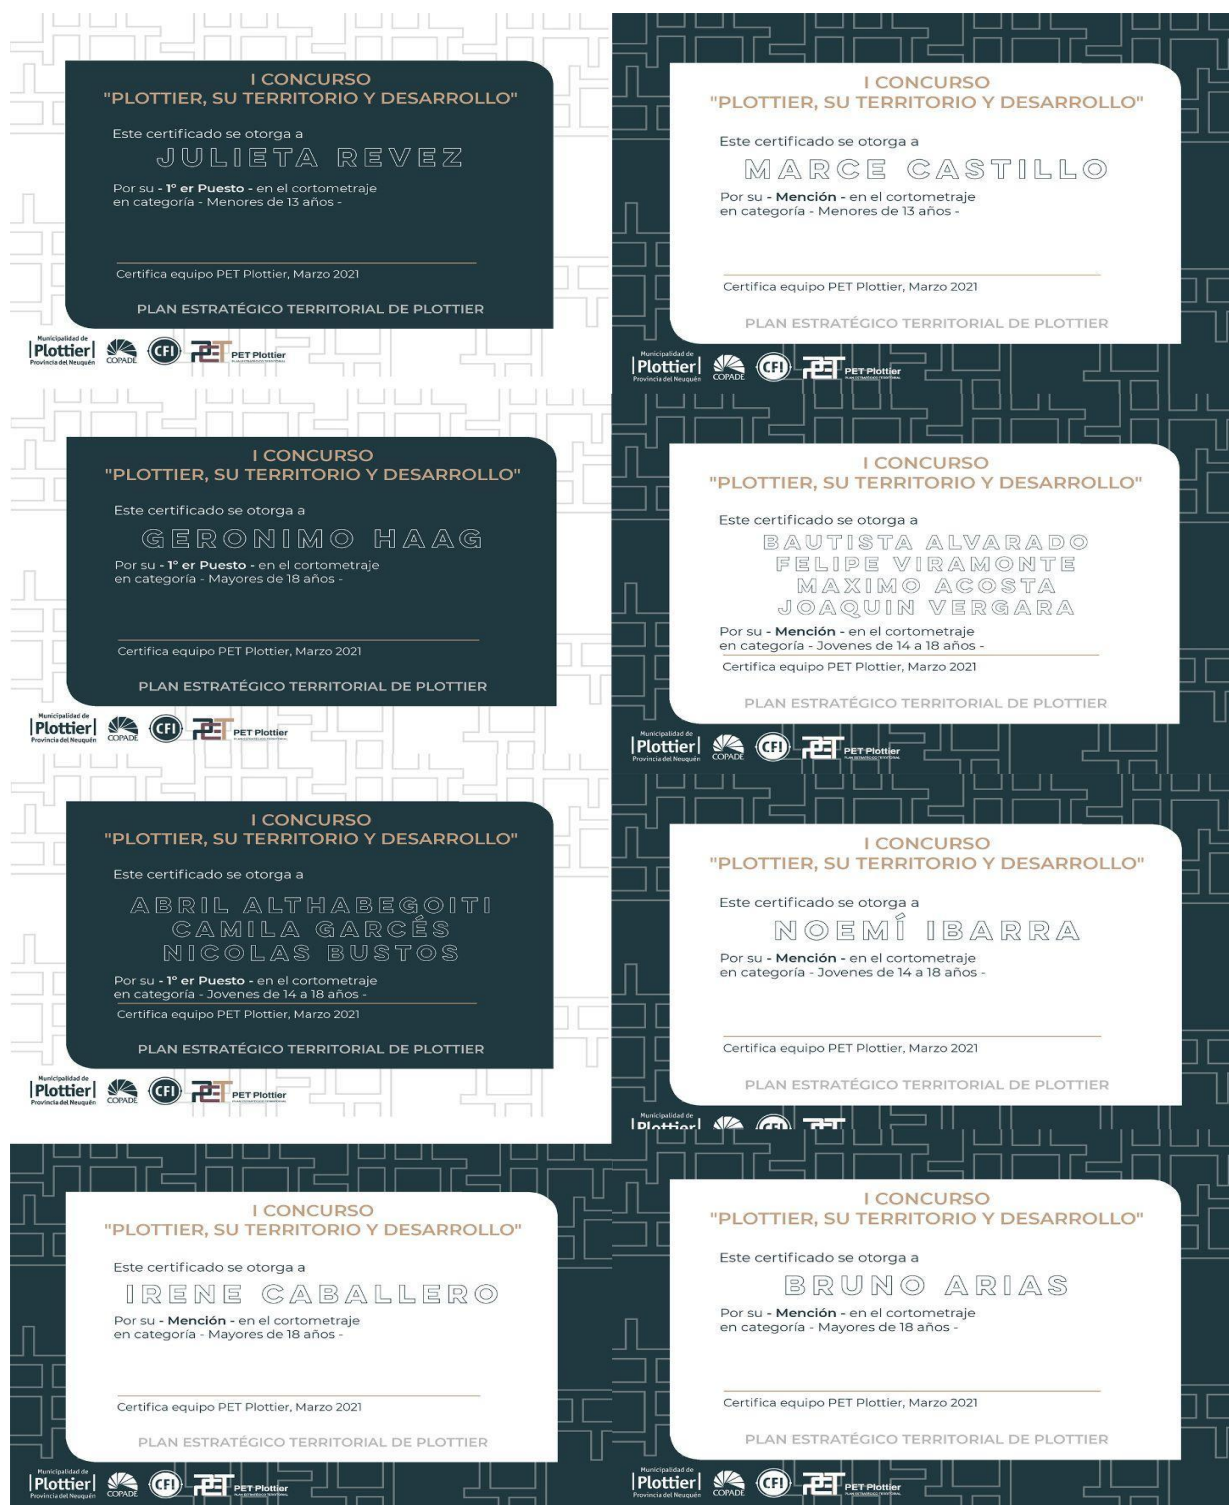 I CONCURSO
"PLOTTIER, SU TERRITORIO Y DESARROLLO"
Este certificado se otorga a
JULIETA REVEZ
Por su - 1º er Puesto - en el cortometraje
en categoría - Menores de 13 años -
Certifica equipo PET Plottier, Marzo 2021
PLAN ESTRATÉGICO TERRITORIAL DE PLOTTIER
Municipalidad de
Plottier
Provincia del Neuquén
COPADE
CFI
PET
PET Plottier
I CONCURSO
"PLOTTIER, SU TERRITORIO Y DESARROLLO"
Este certificado se otorga a
MARCE CASTILLO
Por su - Mención - en el cortometraje
en categoría - Menores de 13 años -
Certifica equipo PET Plottier, Marzo 2021
PLAN ESTRATÉGICO TERRITORIAL DE PLOTTIER
Municipalidad de
Plottier
Provincia del Neuquén
COPADE
CFI
PET
PET Plottier
I CONCURSO
"PLOTTIER, SU TERRITORIO Y DESARROLLO"
Este certificado se otorga a
GERONIMO HAAG
Por su - 1º er Puesto - en el cortometraje
en categoría - Mayores de 18 años -
Certifica equipo PET Plottier, Marzo 2021
PLAN ESTRATÉGICO TERRITORIAL DE PLOTTIER
Municipalidad de
Plottier
Provincia del Neuquén
COPADE
CFI
PET
PET Plottier
I CONCURSO
"PLOTTIER, SU TERRITORIO Y DESARROLLO"
Este certificado se otorga a
BAUTISTA ALVARADO
FELIPE VIRAMONTE
MAXIMO ACOSTA
JOAQUIN VERGARA
Por su - Mención - en el cortometraje
en categoría - Jovenes de 14 a 18 años -
Certifica equipo PET Plottier, Marzo 2021
PLAN ESTRATÉGICO TERRITORIAL DE PLOTTIER
Municipalidad de
Plottier
Provincia del Neuquén
COPADE
CFI
PET
PET Plottier
I CONCURSO
"PLOTTIER, SU TERRITORIO Y DESARROLLO"
Este certificado se otorga a
ABRIL ALTHABEGOITI
CAMILA GARCÉS
NICOLAS BUSTOS
Por su - 1º er Puesto - en el cortometraje
en categoría - Jovenes de 14 a 18 años -
Certifica equipo PET Plottier, Marzo 2021
PLAN ESTRATÉGICO TERRITORIAL DE PLOTTIER
Municipalidad de
Plottier
Provincia del Neuquén
COPADE
CFI
PET
PET Plottier
I CONCURSO
"PLOTTIER, SU TERRITORIO Y DESARROLLO"
Este certificado se otorga a
NOEMÍ IBARRA
Por su - Mención - en el cortometraje
en categoría - Jovenes de 14 a 18 años -
Certifica equipo PET Plottier, Marzo 2021
PLAN ESTRATÉGICO TERRITORIAL DE PLOTTIER
Municipalidad de
Plottier
CFI
PET
I CONCURSO
"PLOTTIER, SU TERRITORIO Y DESARROLLO"
Este certificado se otorga a
IRENE CABALLERO
Por su - Mención - en el cortometraje
en categoría - Mayores de 18 años -
Certifica equipo PET Plottier, Marzo 2021
PLAN ESTRATÉGICO TERRITORIAL DE PLOTTIER
Municipalidad de
Plottier
Provincia del Neuquén
COPADE
CFI
PET
PET Plottier
I CONCURSO
"PLOTTIER, SU TERRITORIO Y DESARROLLO"
Este certificado se otorga a
BRUNO ARIAS
Por su - Mención - en el cortometraje
en categoría - Mayores de 18 años -
Certifica equipo PET Plottier, Marzo 2021
PLAN ESTRATÉGICO TERRITORIAL DE PLOTTIER
Municipalidad de
Plottier
Provincia del Neuquén
COPADE
CFI
PET
PET Plottier